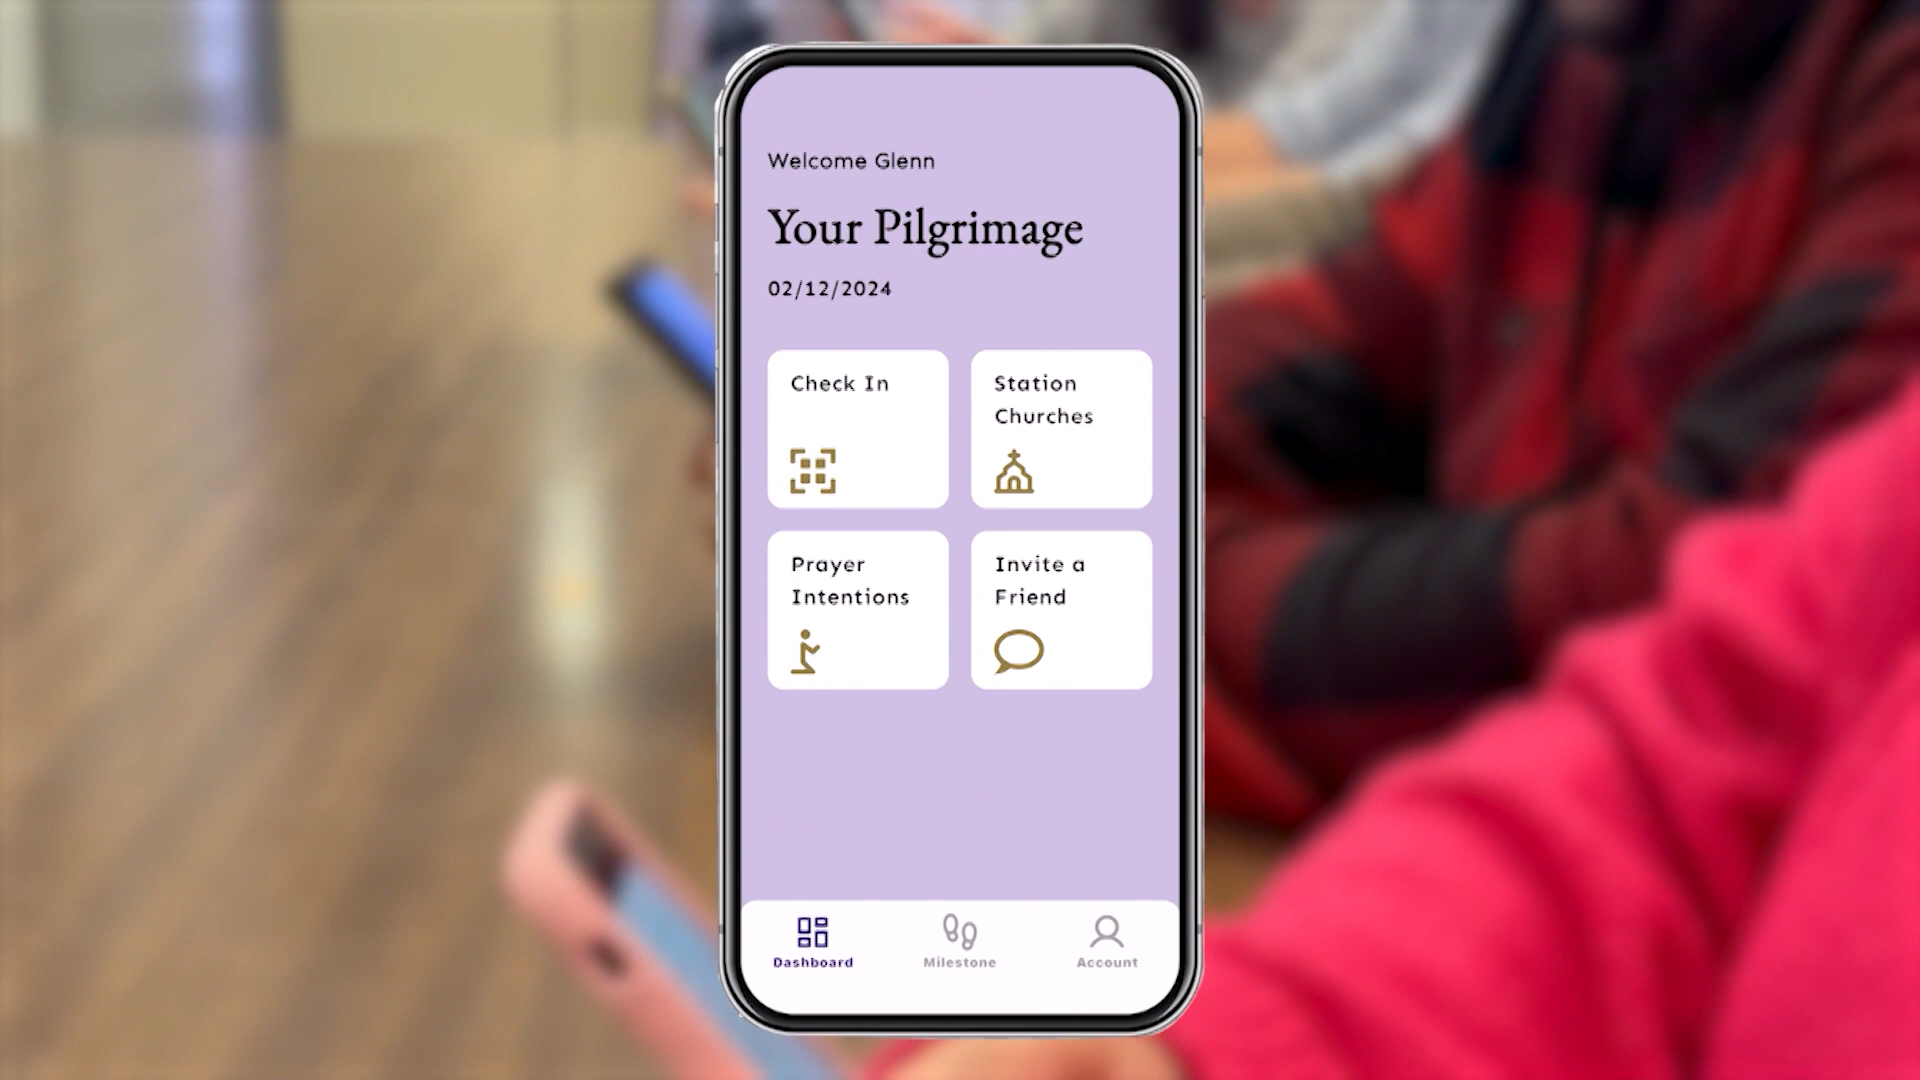 Welcome Glenn
Your Pilgrimage
02/12/2024
Check In
Station
Churches
Prayer
Intentions
Invite a
Friend
Dashboard
Milestone
Account